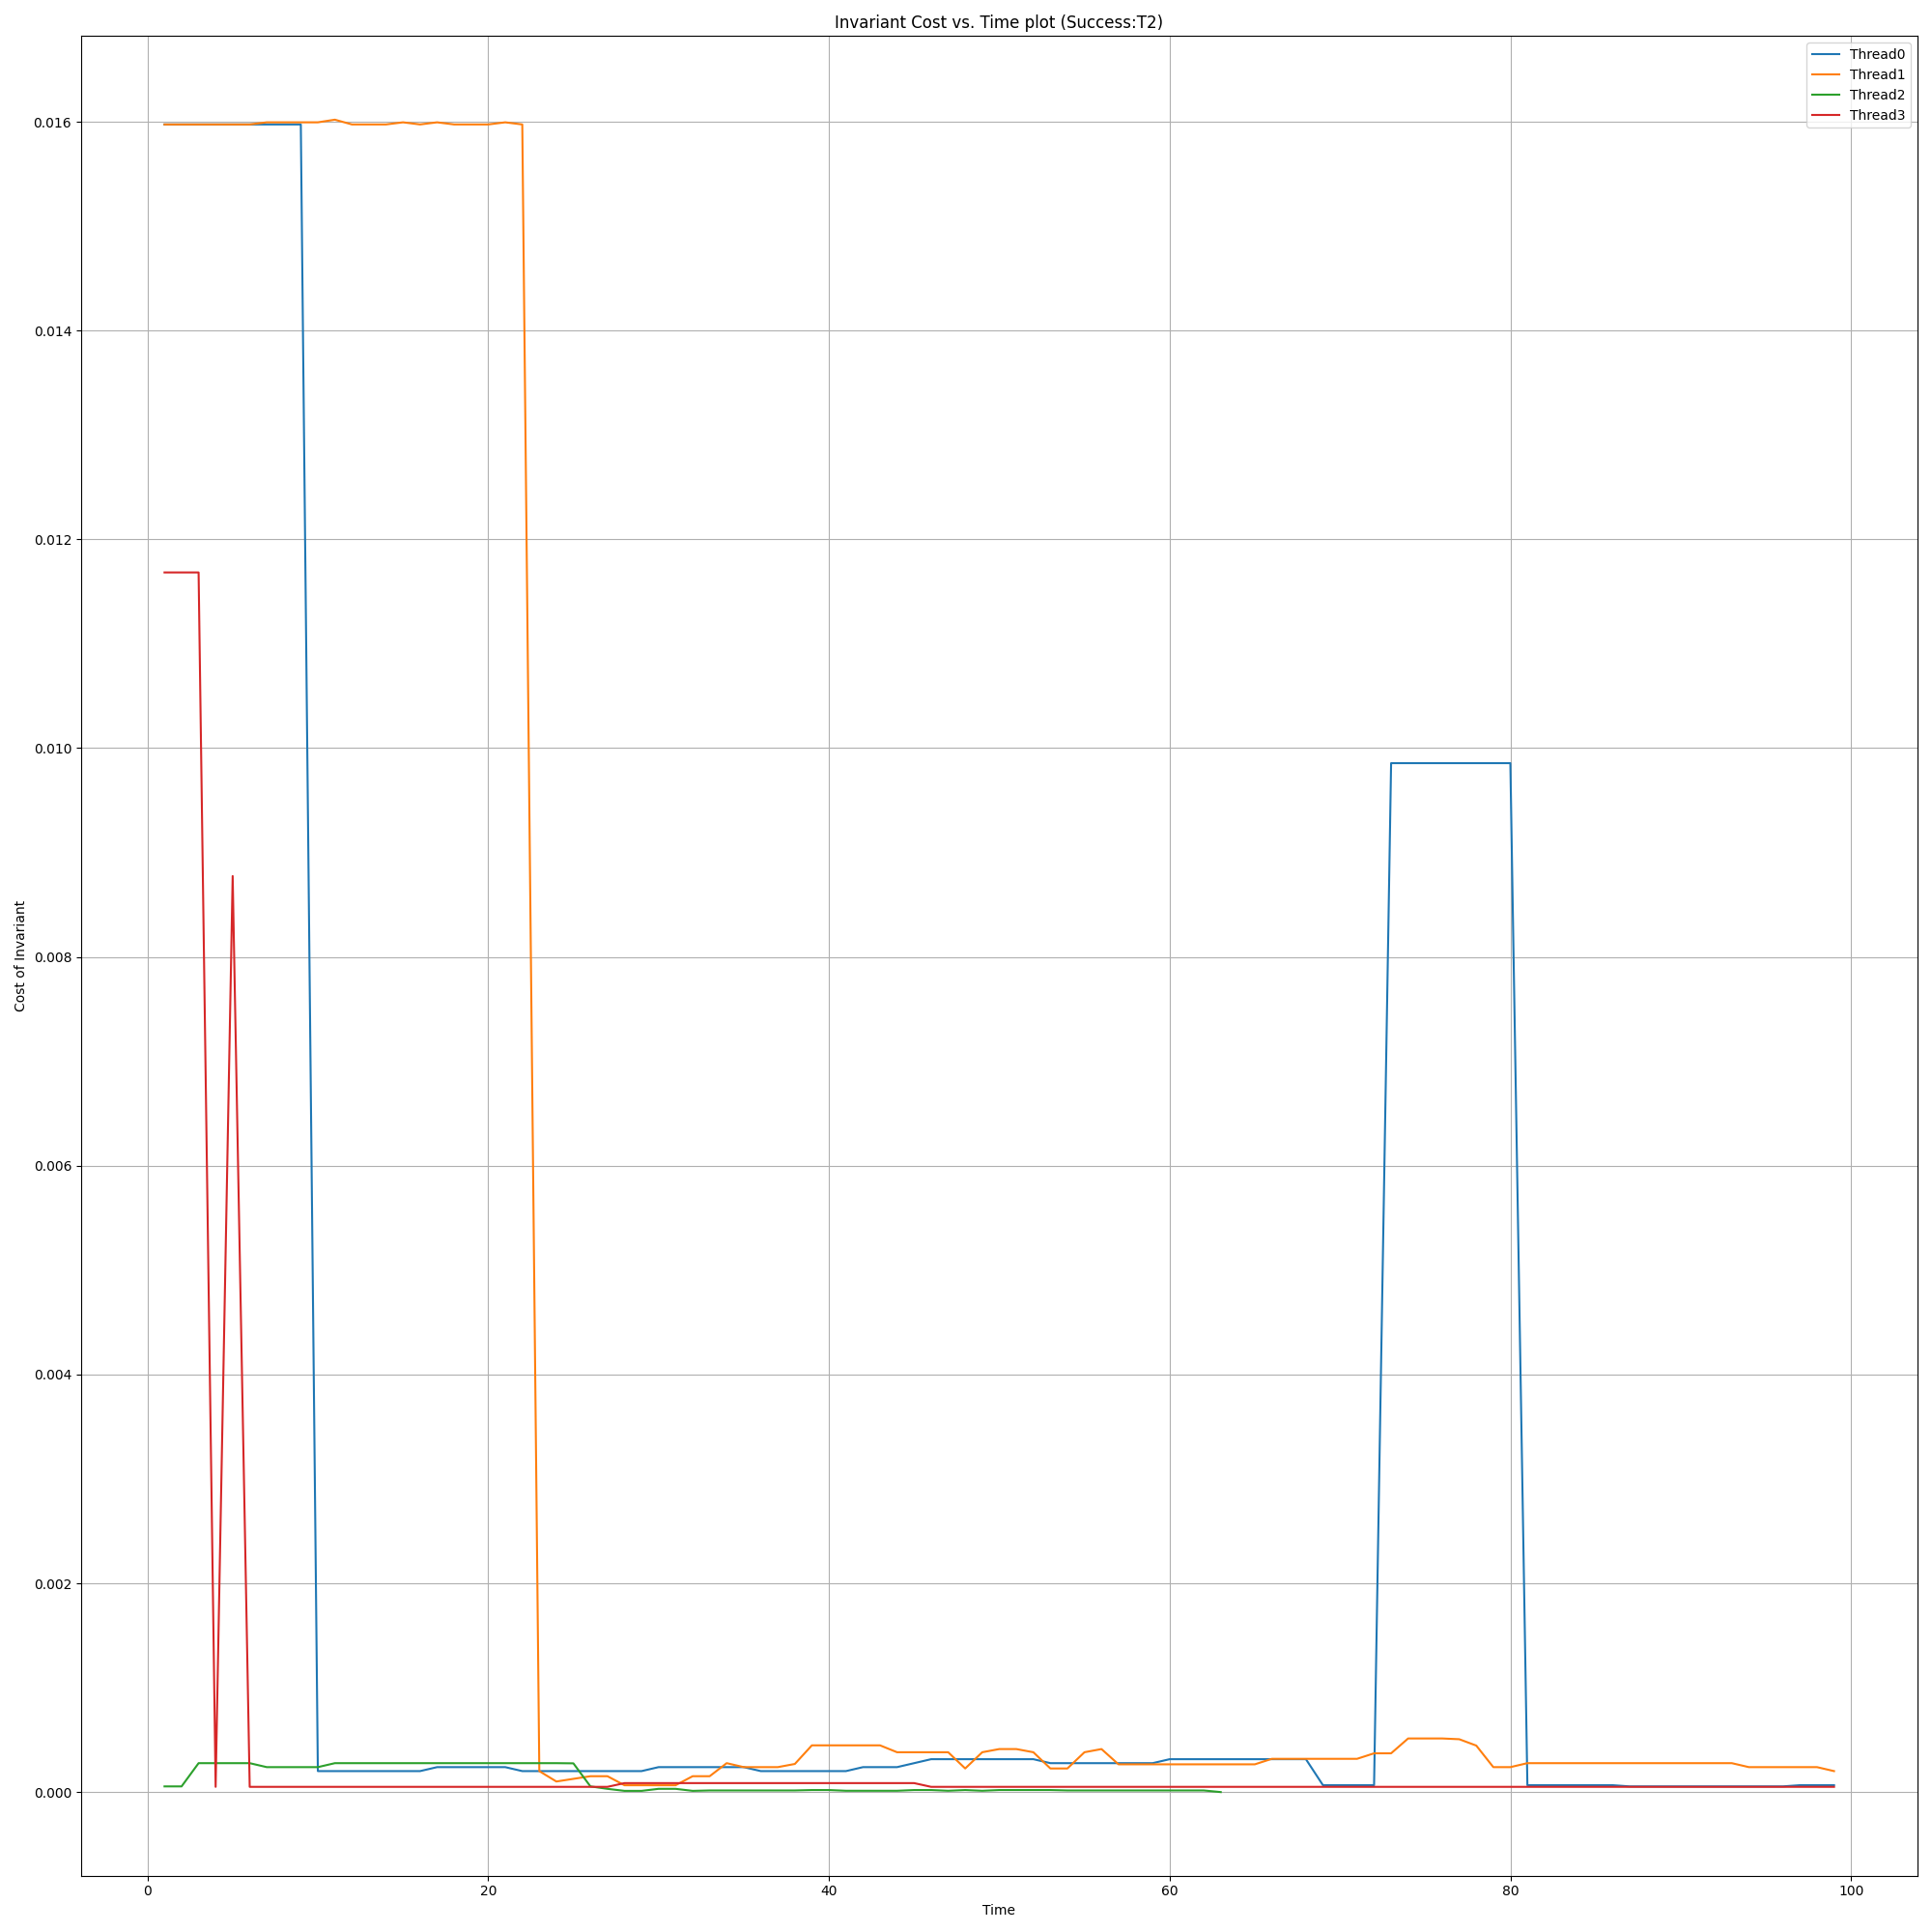 Invariant Cost vs. Time plot (Success:T2)
Thread0
Thread1
Thread2
Thread3
0.016
0.014
0.012
0.010
0.008
0.006
0.004
0.002
0.000
Cost of Invariant
0 20 40 60 80 100
Time